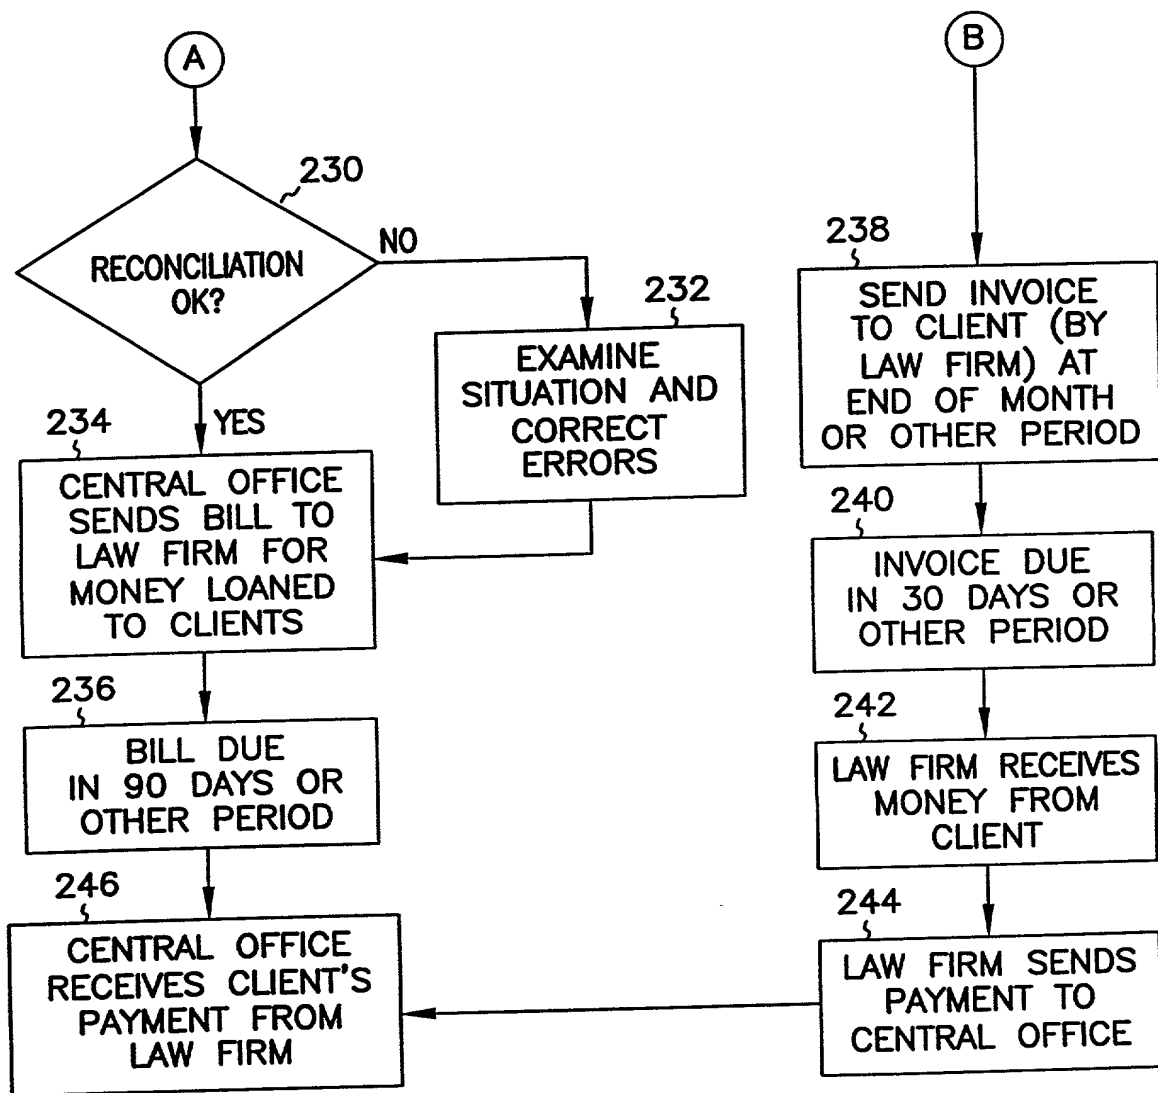 A
230
RECONCILIATION
OK?
NO
232
EXAMINE
SITUATION AND
CORRECT
ERRORS
YES
234
CENTRAL OFFICE
SENDS BILL TO
LAW FIRM FOR
MONEY LOANED
TO CLIENTS
236
BILL DUE
IN 90 DAYS OR
OTHER PERIOD
246
CENTRAL OFFICE
RECEIVES CLIENT'S
PAYMENT FROM
LAW FIRM
B
238
SEND INVOICE
TO CLIENT (BY
LAW FIRM) AT
END OF MONTH
OR OTHER PERIOD
240
INVOICE DUE
IN 30 DAYS OR
OTHER PERIOD
242
LAW FIRM RECEIVES
MONEY FROM
CLIENT
244
LAW FIRM SENDS
PAYMENT TO
CENTRAL OFFICE